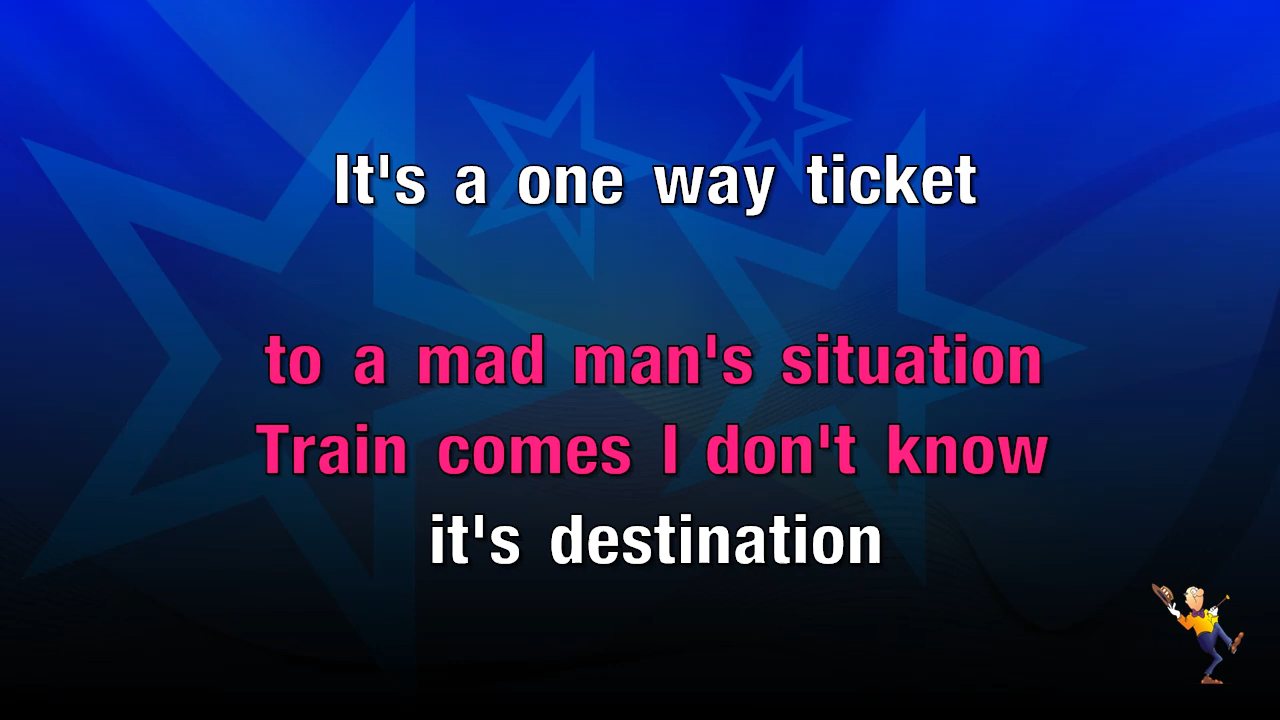 It's a one way ticket
to a mad man's situation
Train comes I don't know
it's destination